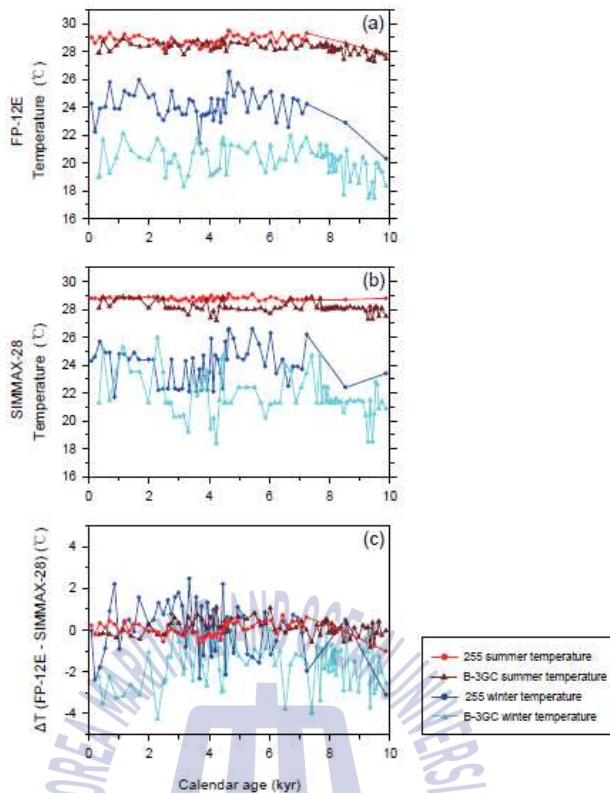 (a)
30
28
26
24
22
20
18
16
FP-12E
Temperature (℃)
0 2 4 6 8 10
(b)
30
28
26
24
22
20
18
16
SIMMAX-28
Temperature (℃)
0 2 4 6 8 10
(c)
4
2
0
-2
-4
ΔT (FP-12E - SIMMAX-28) (℃)
0 2 4 6 8 10
Calendar age (kyr)
255 summer temperature
B-3GC summer temperature
255 winter temperature
B-3GC winter temperature